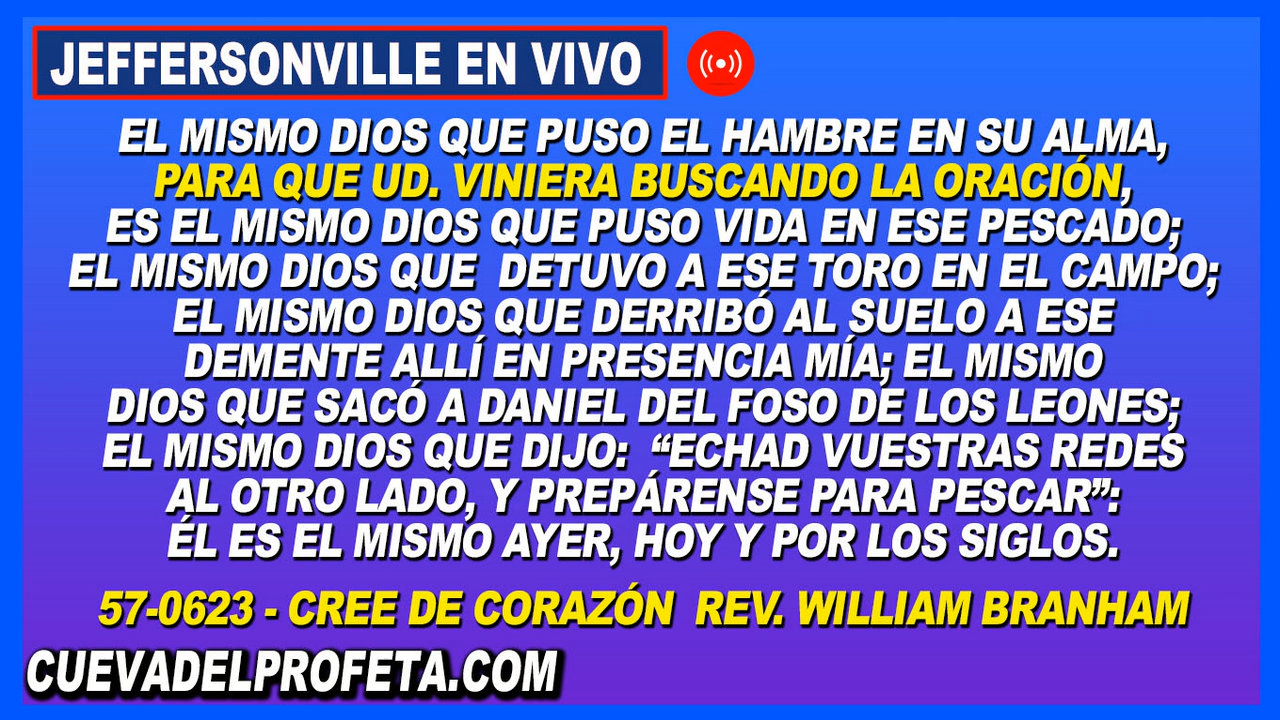 JEFFERSONVILLE EN VIVO
EL MISMO DIOS QUE PUSO EL HAMBRE EN SU ALMA,
PARA QUE UD. VINIERA BUSCANDO LA ORACIÓN,
ES EL MISMO DIOS QUE PUSO VIDA EN ESE PESCADO;
EL MISMO DIOS QUE DETUVO A ESE TORO EN EL CAMPO;
EL MISMO DIOS QUE DERRIBÓ AL SUELO A ESE
DEMENTE ALLÍ EN PRESENCIA MÍA; EL MISMO
DIOS QUE SACÓ A DANIEL DEL FOSO DE LOS LEONES;
EL MISMO DIOS QUE DIJO: “ECHAD VUESTRAS REDES
AL OTRO LADO, Y PREPÁRENSE PARA PESCAR”:
ÉL ES EL MISMO AYER, HOY Y POR LOS SIGLOS.
57-0623 - CREE DE CORAZÓN REV. WILLIAM BRANHAM
CUEVADELPROFETA.COM